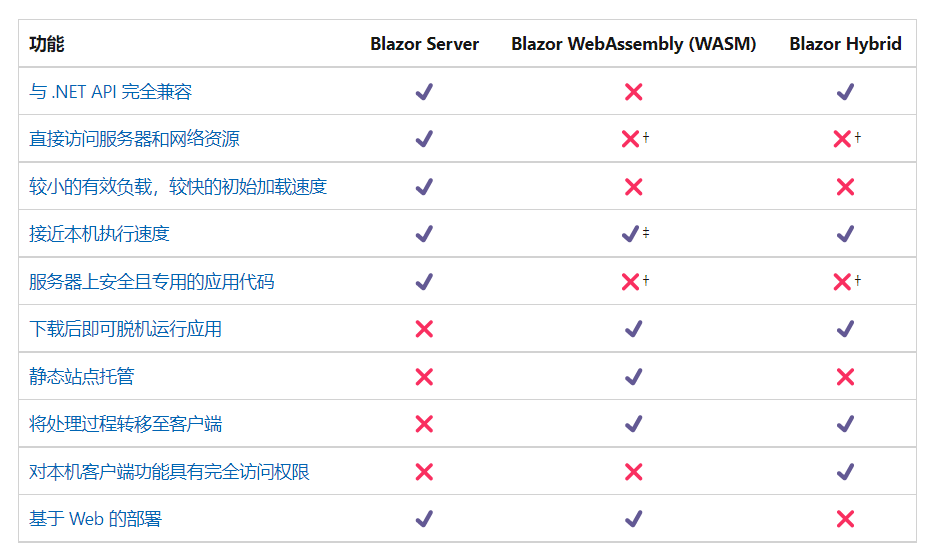 功能 Blazor Server Blazor WebAssembly (WASM) Blazor Hybrid
与 .NET API 完全兼容 ✔ ❌ ✔
直接访问服务器和网络资源 ✔ ❌† ❌†
较小的有效负载，较快的初始加载速度 ✔ ❌ ❌
接近本机执行速度 ✔ ✔‡ ✔
服务器上安全且专用的应用代码 ✔ ❌† ❌†
下载后即可脱机运行应用 ❌ ✔ ✔
静态站点托管 ❌ ✔ ❌
将处理过程转移至客户端 ❌ ✔ ✔
对本机客户端功能具有完全访问权限 ❌ ❌ ✔
基于 Web 的部署 ✔ ✔ ❌